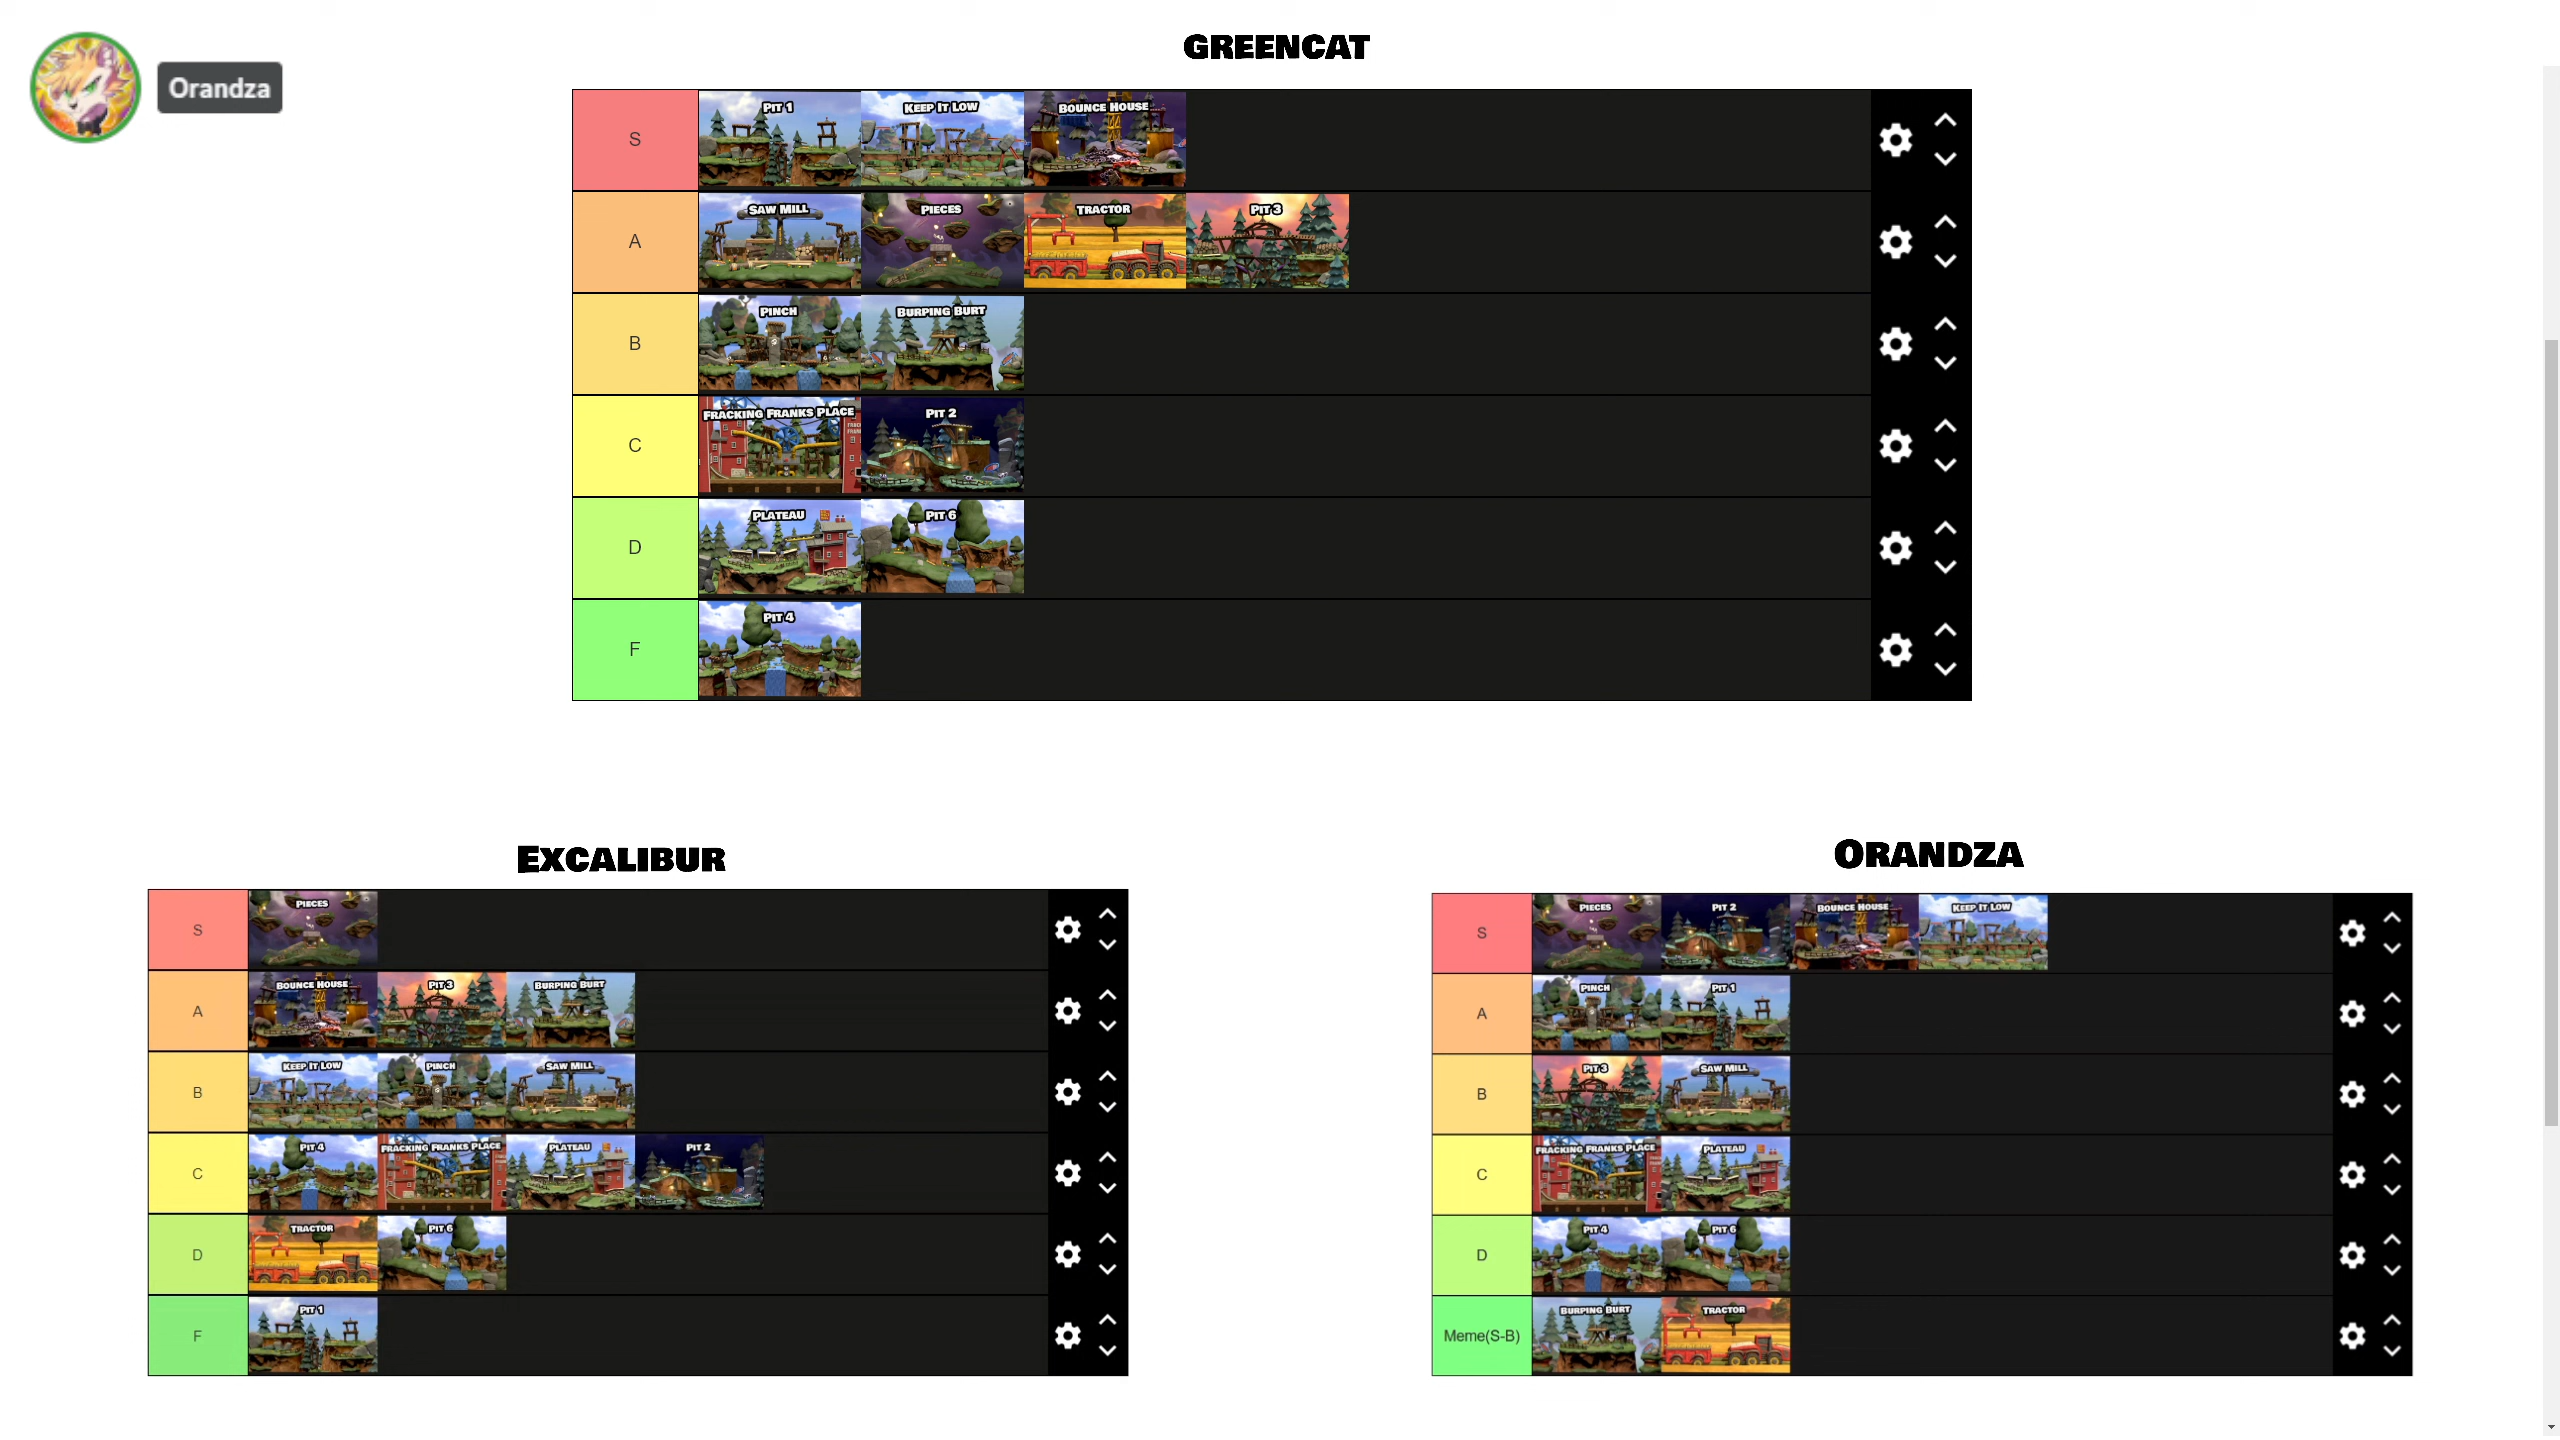 Orandza
GREENCAT
S
PIT 1
KEEP IT LOW
BOUNCE HOUSE
A
SAW MILL
PIECES
TRACTOR
PIT 3
B
PINCH
BURPING BURT
C
FRACKING FRANKS PLACE
PIT 2
D
PLATEAU
PIT 6
F
PIT 4
EXCALIBUR
S
PIECES
A
BOUNCE HOUSE
PIT 3
BURPING BURT
B
KEEP IT LOW
PINCH
SAW MILL
C
PIT 4
FRACKING FRANKS PLACE
PLATEAU
PIT 2
D
TRACTOR
PIT 6
F
PIT 1
ORANDZA
S
PIECES
PIT 2
BOUNCE HOUSE
KEEP IT LOW
A
PINCH
PIT 1
B
PIT 3
SAW MILL
C
FRACKING FRANKS PLACE
PLATEAU
D
PIT 4
PIT 6
Meme(S-B)
BURPING BURT
TRACTOR